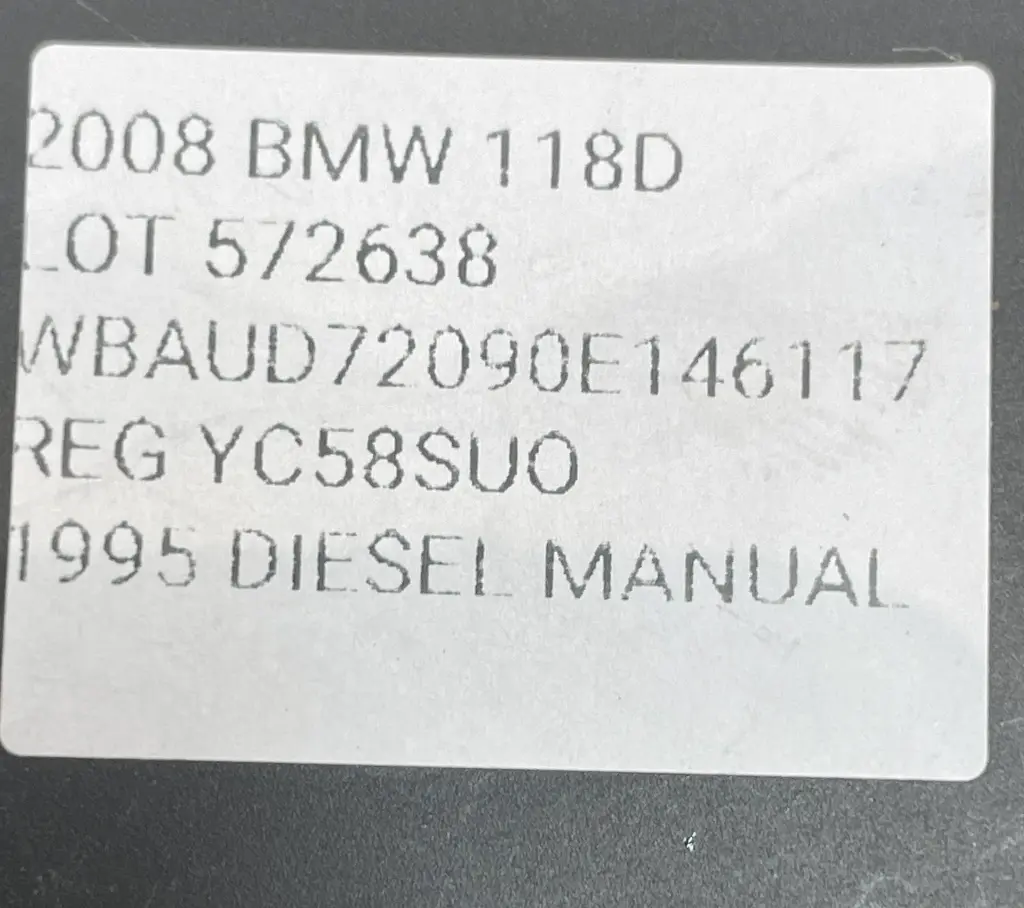 2008 BMW 118D
LOT 572638
WBAUD72090E146117
REG YC58SUO
1995 DIESEL MANUAL